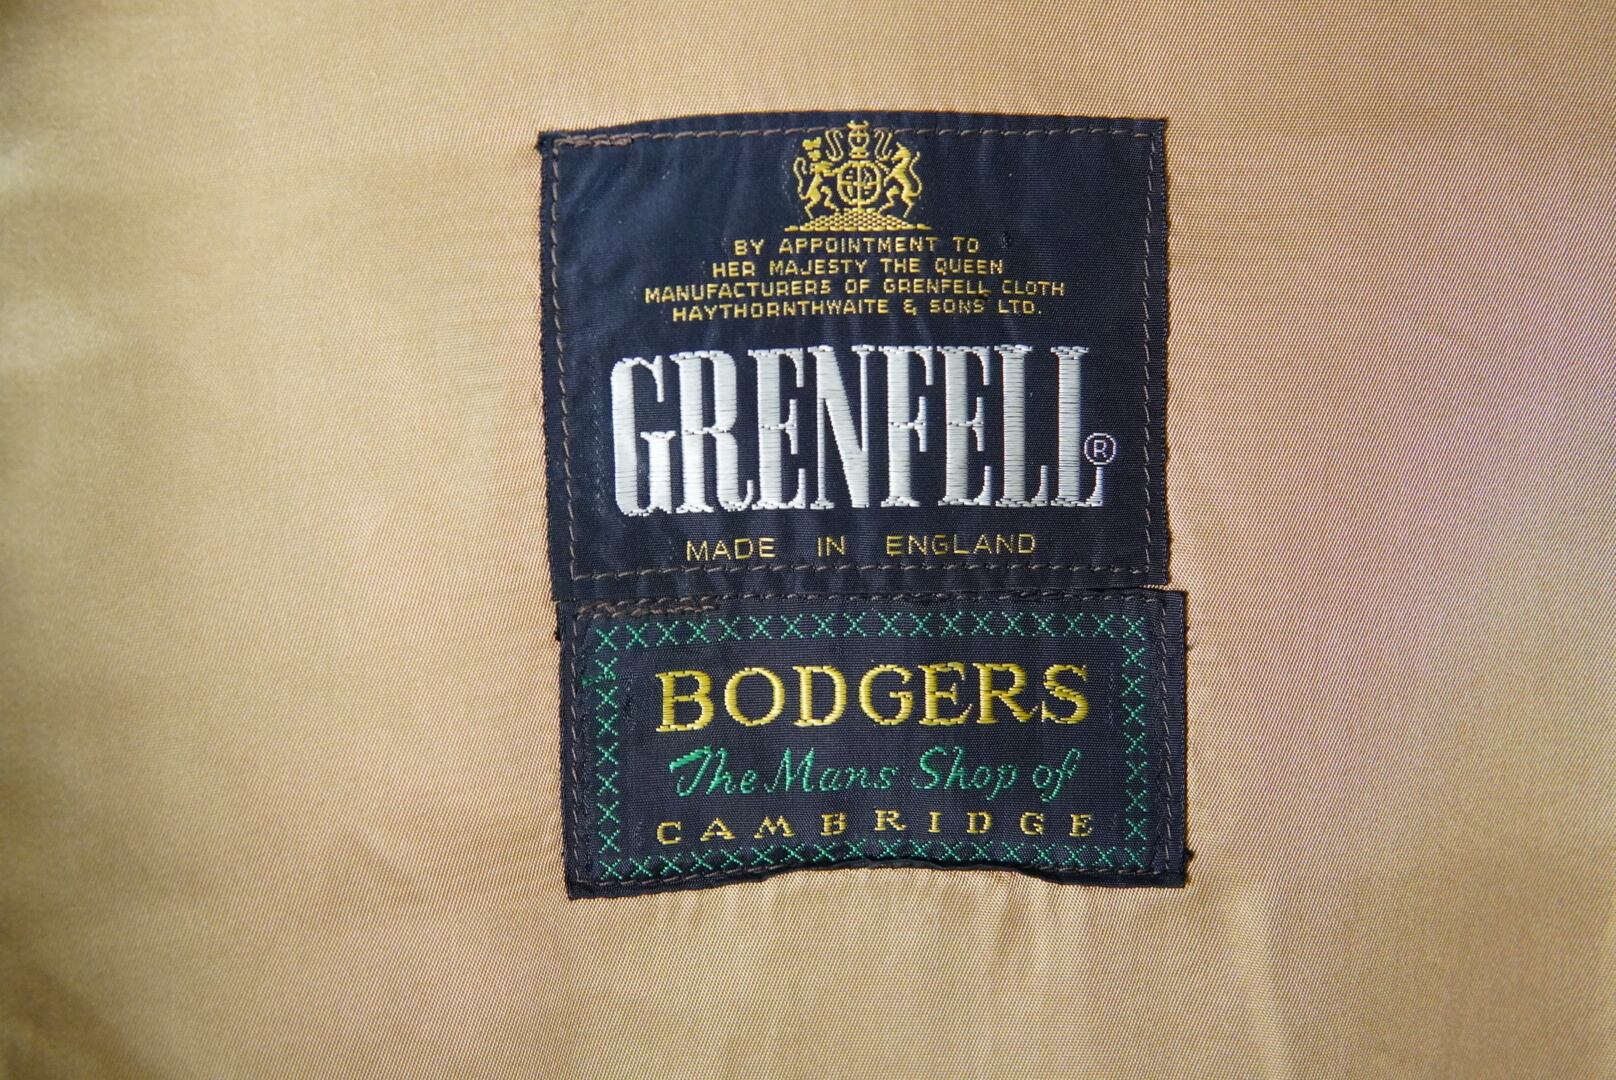 BY APPOINTMENT TO
HER MAJESTY THE QUEEN
MANUFACTURERS OF GRENFELL CLOTH
HAYTHORNTHWAITE & SONS LTD.
GRENFELL®
MADE IN ENGLAND
BODGERS
The Mans Shop of
CAMBRIDGE